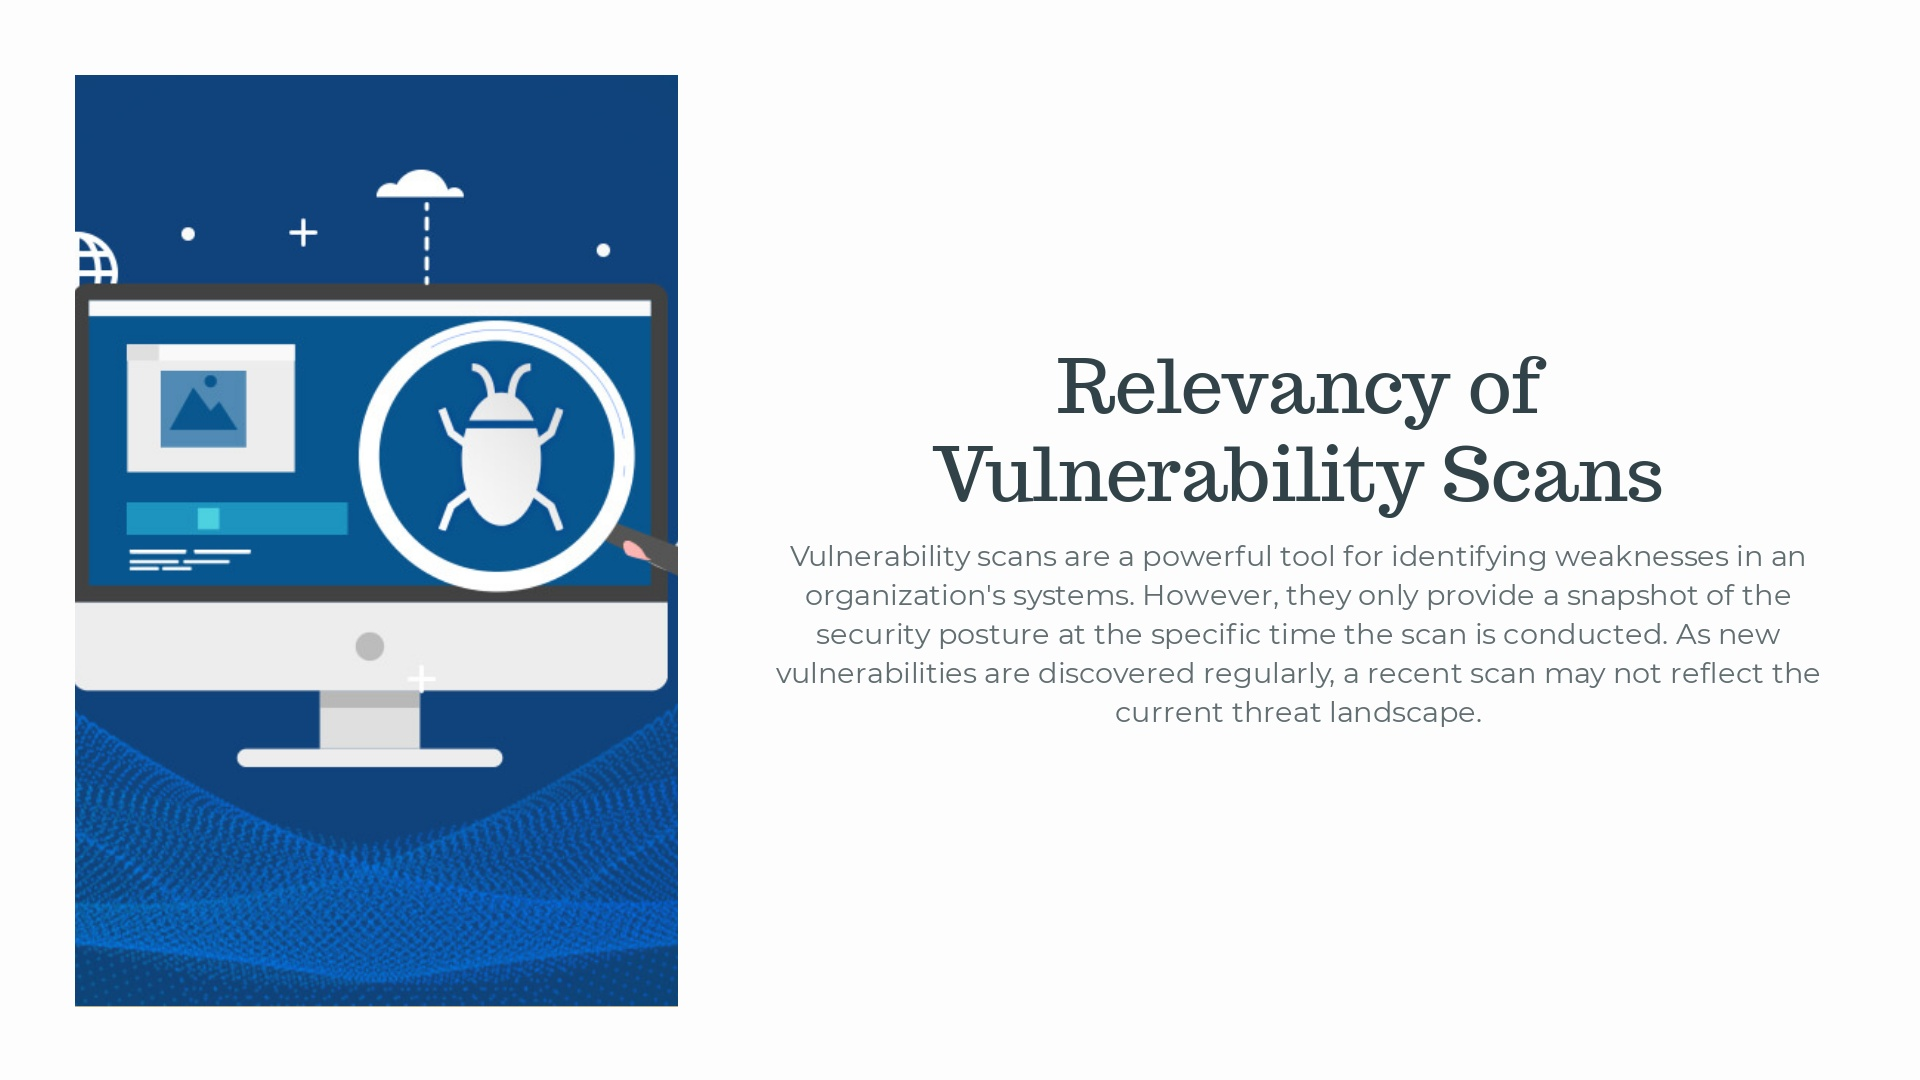 Relevancy of
Vulnerability Scans
Vulnerability scans are a powerful tool for identifying weaknesses in an
organization's systems. However, they only provide a snapshot of the
security posture at the specific time the scan is conducted. As new
vulnerabilities are discovered regularly, a recent scan may not reflect the
current threat landscape.